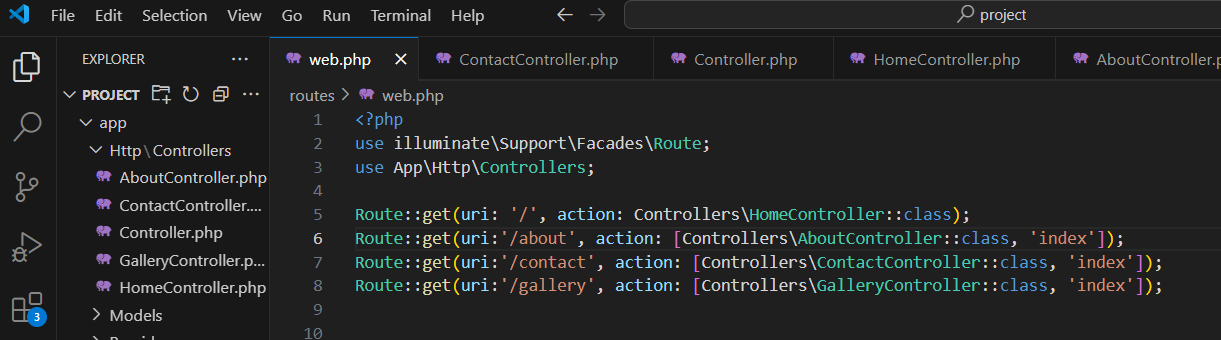 File Edit Selection View Go Run Terminal Help project
EXPLORER ...
web.php ContactController.php Controller.php HomeController.php AboutController.p
PROJECT ...
routes > web.php
app
Http\Controllers
AboutController.php
ContactController....
Controller.php
GalleryController.p...
HomeController.php
Models
3
1 <?php
2 use illuminate\Support\Facades\Route;
3 use App\Http\Controllers;
4
5 Route::get(uri: '/', action: Controllers\HomeController::class);
6 Route::get(uri:'/about', action: [Controllers\AboutController::class, 'index']);
7 Route::get(uri:'/contact', action: [Controllers\ContactController::class, 'index']);
8 Route::get(uri:'/gallery', action: [Controllers\GalleryController::class, 'index']);
9
10